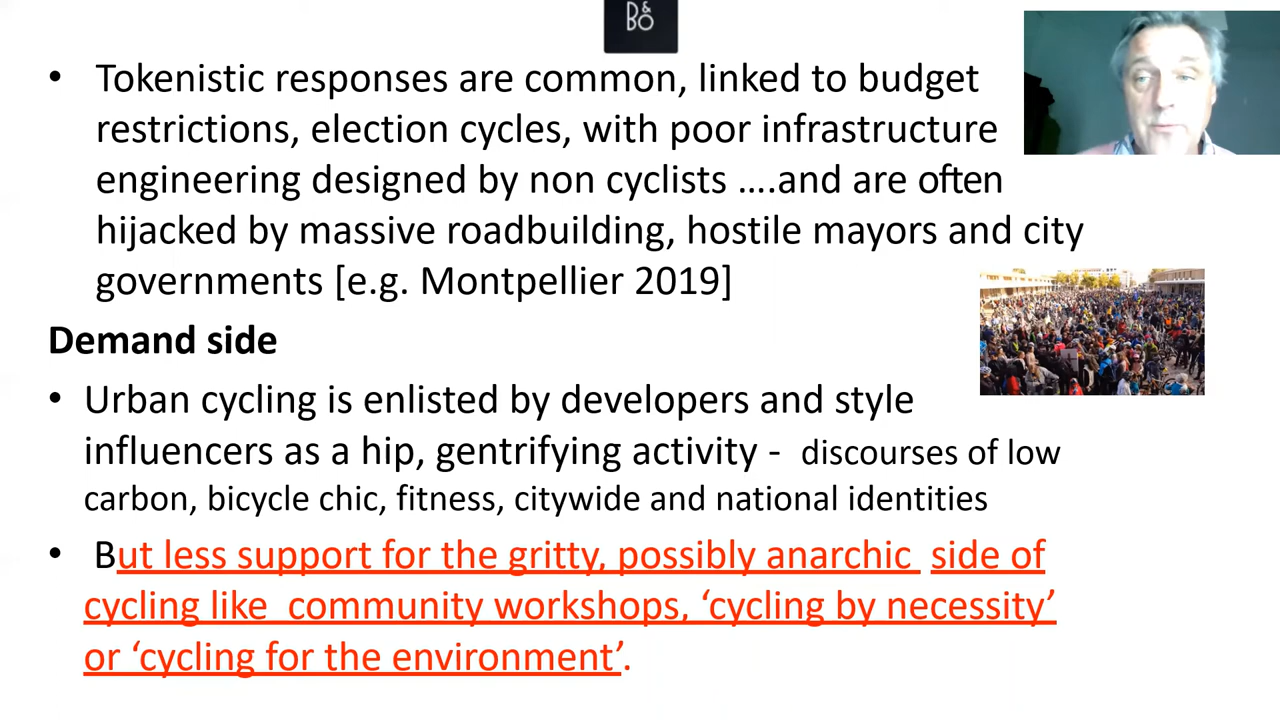 D&
BO
• Tokenistic responses are common, linked to budget
restrictions, election cycles, with poor infrastructure
engineering designed by non cyclists ….and are often
hijacked by massive roadbuilding, hostile mayors and city
governments [e.g. Montpellier 2019]
Demand side
• Urban cycling is enlisted by developers and style
influencers as a hip, gentrifying activity - discourses of low
carbon, bicycle chic, fitness, citywide and national identities
• But less support for the gritty, possibly anarchic side of
cycling like community workshops, ‘cycling by necessity’
or ‘cycling for the environment’.